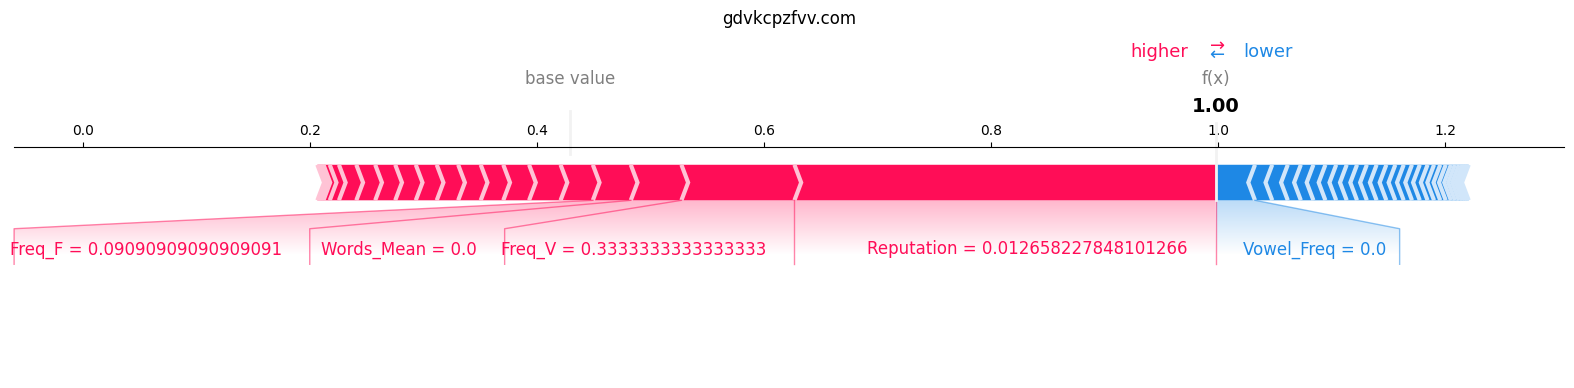 gdvkcpzfvv.com
higher → ← lower
base value f(x)
1.00
0.0 0.2 0.4 0.6 0.8 1.0 1.2
Freq_F = 0.09090909090909091 Words_Mean = 0.0 Freq_V = 0.3333333333333333 Reputation = 0.012658227848101266 Vowel_Freq = 0.0